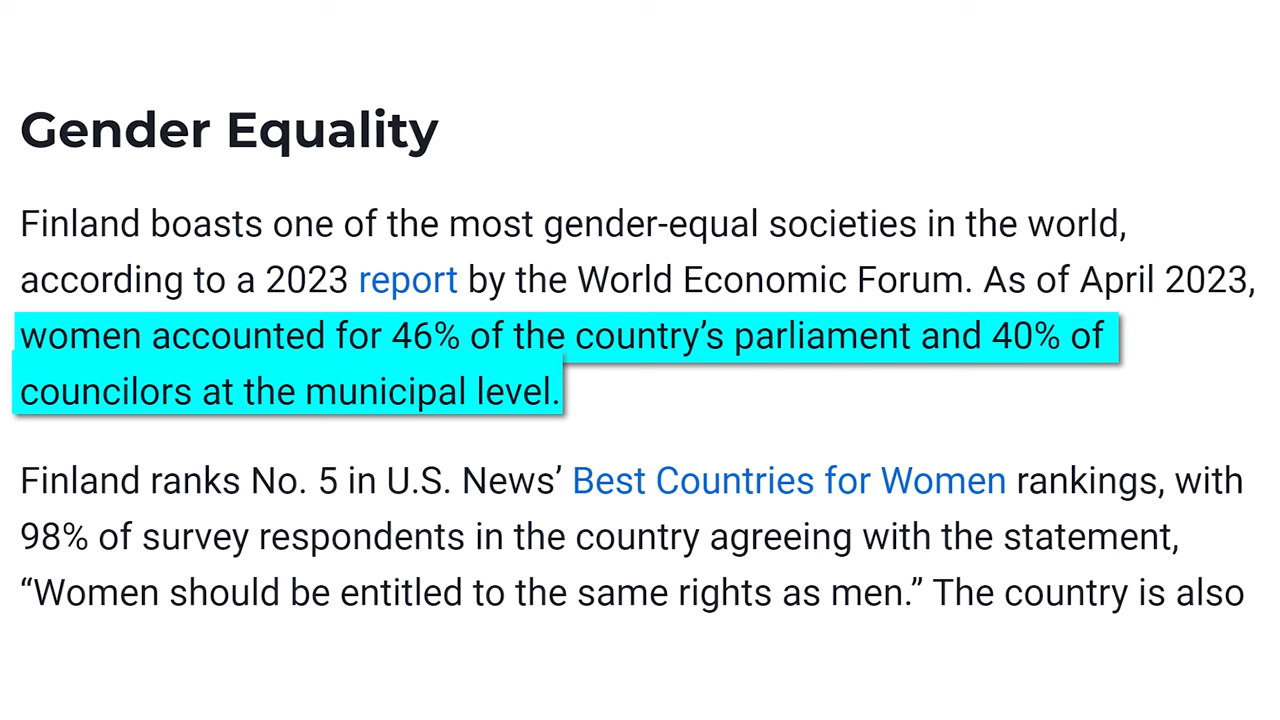 Gender Equality
Finland boasts one of the most gender-equal societies in the world,
according to a 2023 report by the World Economic Forum. As of April 2023,
women accounted for 46% of the country’s parliament and 40% of
councilors at the municipal level.
Finland ranks No. 5 in U.S. News’ Best Countries for Women rankings, with
98% of survey respondents in the country agreeing with the statement,
“Women should be entitled to the same rights as men.” The country is also